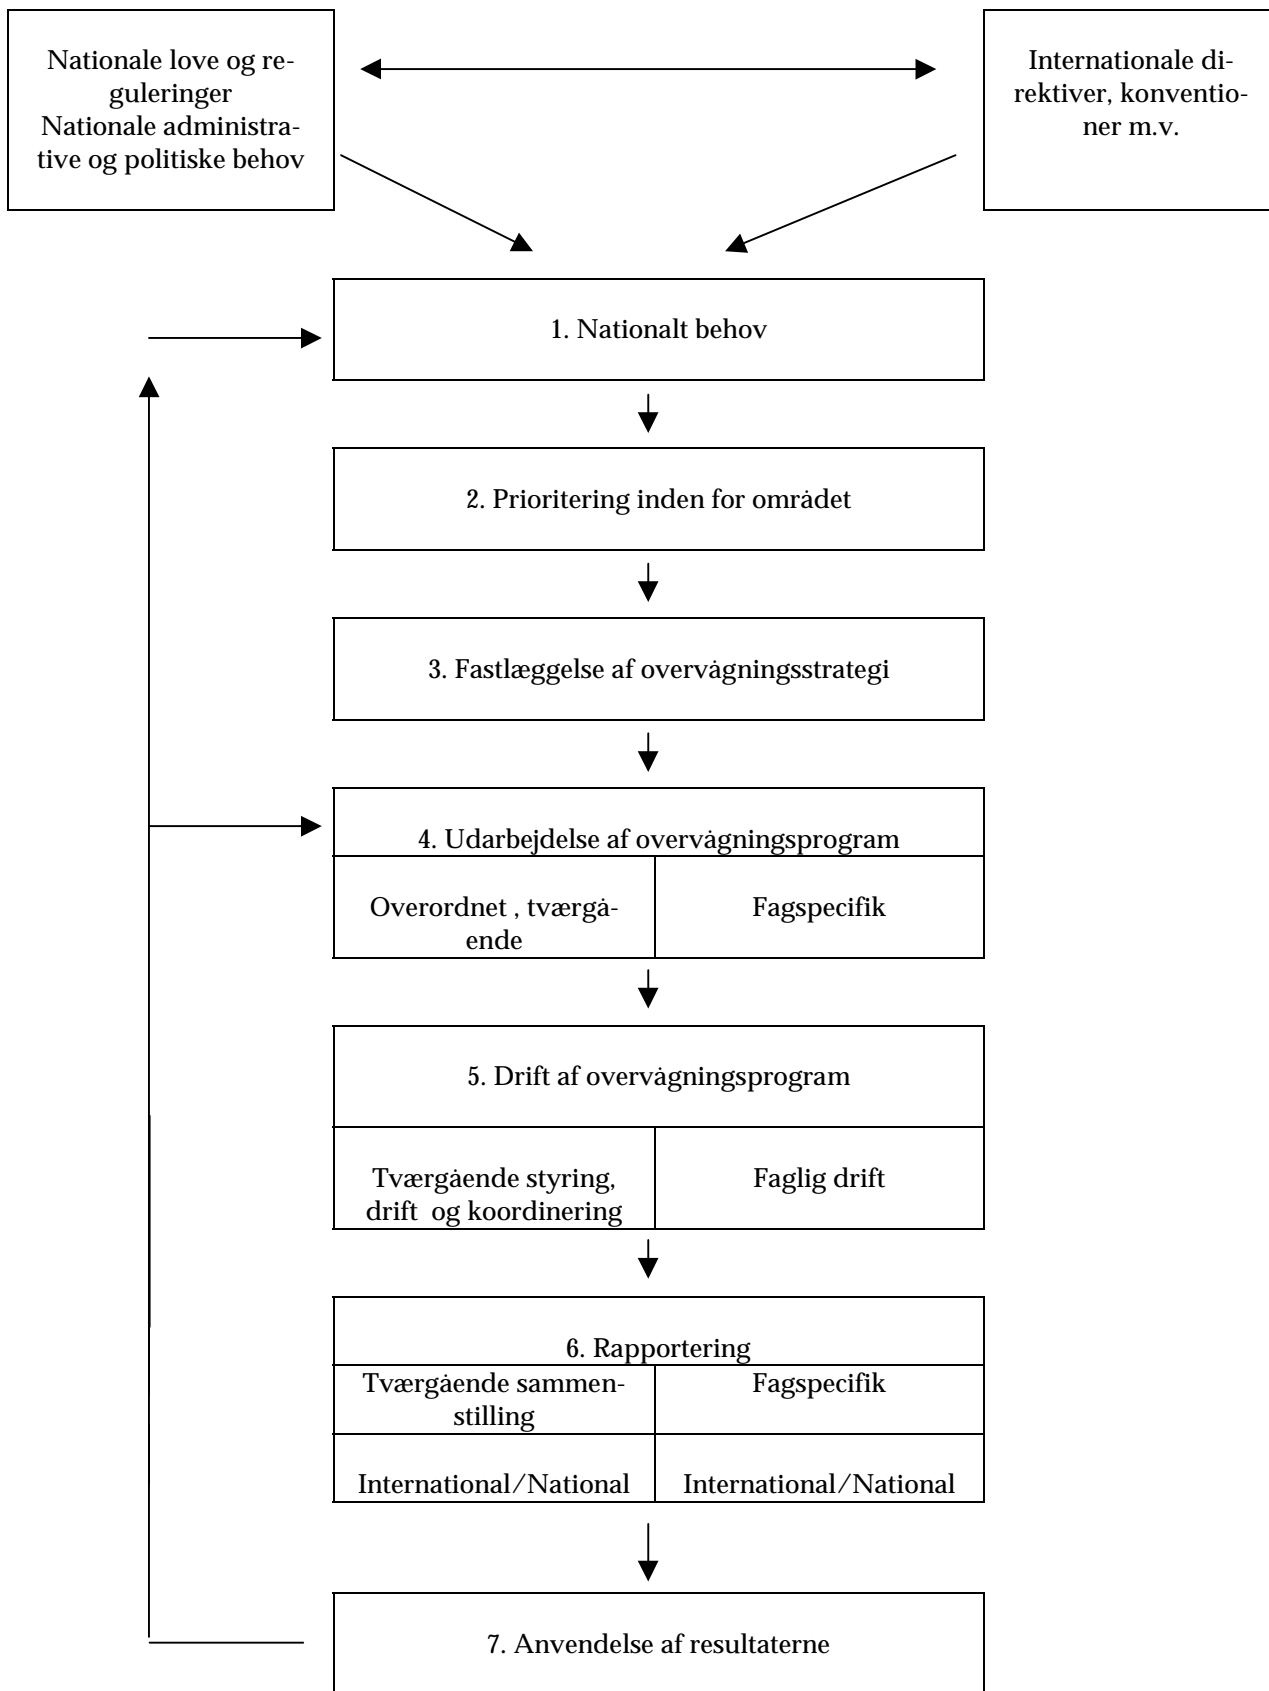 Nationale love og re-
guleringer
Nationale administra-
tive og politiske behov
Internationale di-
rektiver, konventio-
ner m.v.
1. Nationalt behov
2. Prioritering inden for området
3. Fastlæggelse af overvågningsstrategi
4. Udarbejdelse af overvågningsprogram
Overordnet , tværgå-
ende
Fagspecifik
5. Drift af overvågningsprogram
Tværgående styring,
drift og koordinering
Faglig drift
6. Rapportering
Tværgående sammen-
stilling
Fagspecifik
International/National
International/National
7. Anvendelse af resultaterne